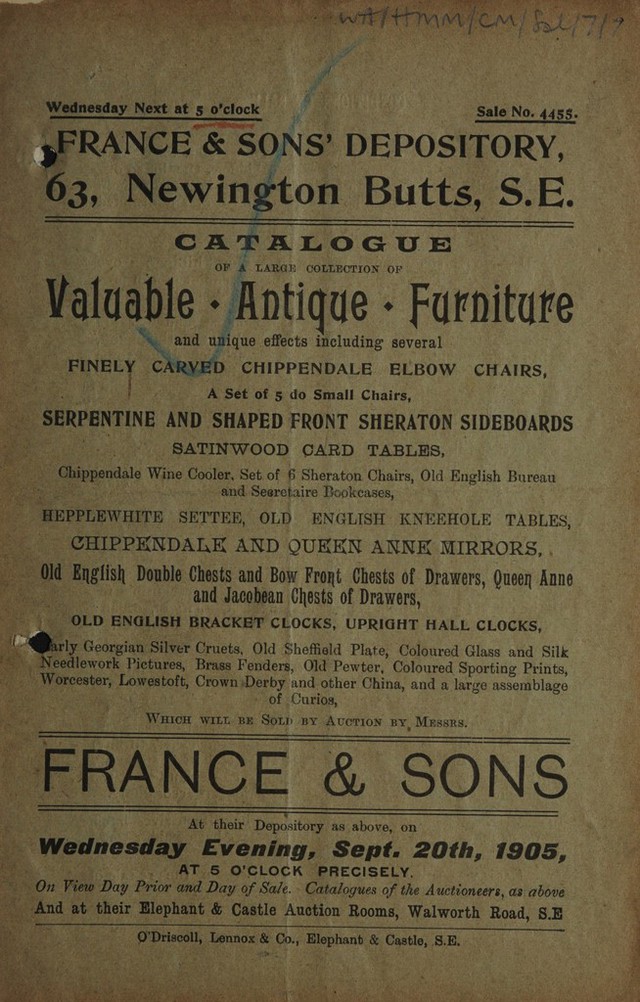 WA/HMM/CM/Sal/7/7
Wednesday Next at 5 o'clock
Sale No. 4455.
FRANCE & SONS' DEPOSITORY,
63, Newington Butts, S.E.
CATALOGUE
OF A LARGE COLLECTION OF
Valuable · Antique · Furniture
and unique effects including several
FINELY CARVED CHIPPENDALE ELBOW CHAIRS,
A Set of 5 do Small Chairs,
SERPENTINE AND SHAPED FRONT SHERATON SIDEBOARDS
SATINWOOD CARD TABLES,
Chippendale Wine Cooler, Set of 6 Sheraton Chairs, Old English Bureau
and Secretaire Bookcases,
HEPPLEWHITE SETTEE, OLD ENGLISH KNEEHOLE TABLES,
CHIPPENDALE AND QUEEN ANNE MIRRORS,
Old English Double Chests and Bow Front Chests of Drawers, Queen Anne
and Jacobean Chests of Drawers,
OLD ENGLISH BRACKET CLOCKS, UPRIGHT HALL CLOCKS,
Early Georgian Silver Cruets, Old Sheffield Plate, Coloured Glass and Silk
Needlework Pictures, Brass Fenders, Old Pewter, Coloured Sporting Prints,
Worcester, Lowestoft, Crown Derby and other China, and a large assemblage
of Curios,
WHICH WILL BE SOLD BY AUCTION BY MESSRS.
FRANCE & SONS
At their Depository as above, on
Wednesday Evening, Sept. 20th, 1905,
AT 5 O'CLOCK PRECISELY.
On View Day Prior and Day of Sale. Catalogues of the Auctioneers, as above
And at their Elephant & Castle Auction Rooms, Walworth Road, S.E
O'Driscoll, Lennox & Co., Elephant & Castle, S.E.